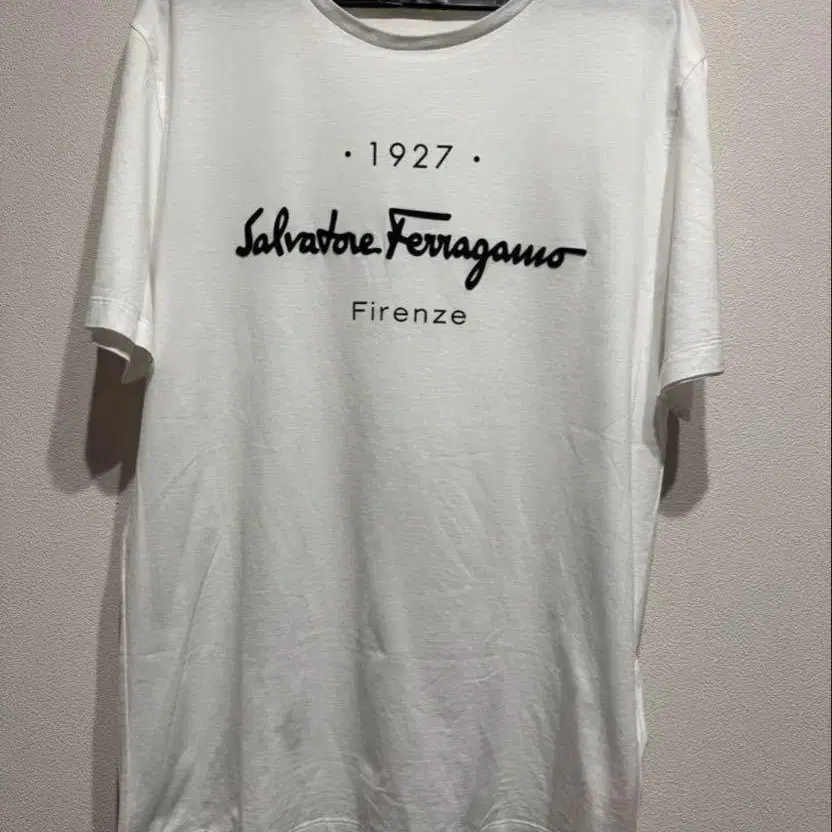 · 1927 ·
Salvatore Ferragamo
Firenze